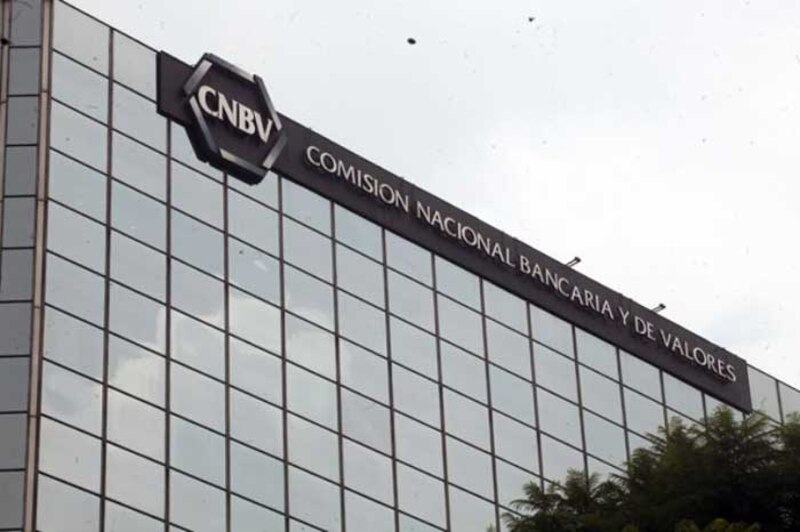 CNBV
COMISION NACIONAL BANCARIA Y DE VALORES